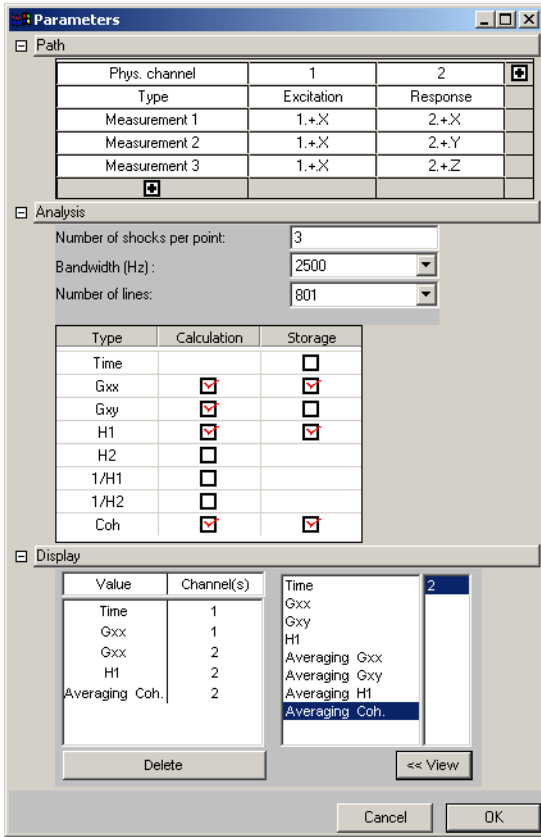 Parameters
Path
Phys. channel 1 2
Type Excitation Response
Measurement 1 1.+.X 2.+.X
Measurement 2 1.+.X 2.+.Y
Measurement 3 1.+.X 2.+.Z
Analysis
Number of shocks per point: 3
Bandwidth (Hz) : 2500
Number of lines: 801
Type Calculation Storage
Time
Gxx
Gxy
H1
H2
1/H1
1/H2
Coh
Display
Value Channel(s)
Time 1
Gxx 1
Gxx 2
H1 2
Averaging Coh. 2
Delete
Time 2
Gxx
Gxy
H1
Averaging Gxx
Averaging Gxy
Averaging H1
Averaging Coh.
<< View
Cancel OK